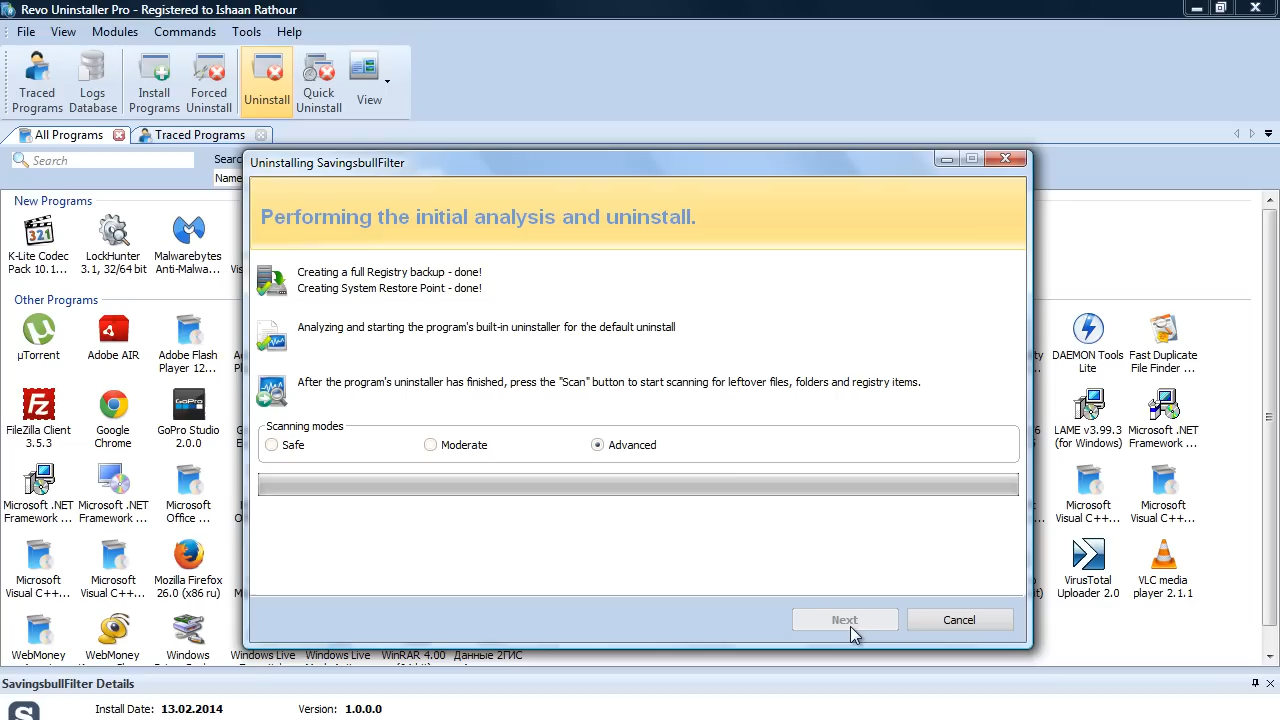 Revo Uninstaller Pro - Registered to Ishaan Rathour
File View Modules Commands Tools Help
Traced Programs
Logs Database
Install Programs
Forced Uninstall
Uninstall
Quick Uninstall
View
All Programs
Traced Programs
Search
Searc
Name
New Programs
K-Lite Codec Pack 10.1...
LockHunter 3.1, 32/64 bit
Malwarebytes Anti-Malwa...
Other Programs
µTorrent
Adobe AIR
Adobe Flash Player 12...
DAEMON Tools Lite
Fast Duplicate File Finder ...
FileZilla Client 3.5.3
Google Chrome
GoPro Studio 2.0.0
LAME v3.99.3 (for Windows)
Microsoft .NET Framework ...
Microsoft .NET Framework ...
Microsoft .NET Framework ...
Microsoft Office ...
Microsoft Visual C++...
Microsoft Visual C++...
Microsoft Visual C++...
Microsoft Visual C++...
Mozilla Firefox 26.0 (x86 ru)
VirusTotal Uploader 2.0
VLC media player 2.1.1
WebMoney
WebMoney
Windows
Windows Live
Windows Live
WinRAR 4.00
Данные 2ГИС
Uninstalling SavingsbullFilter
Performing the initial analysis and uninstall.
Creating a full Registry backup - done!
Creating System Restore Point - done!
Analyzing and starting the program's built-in uninstaller for the default uninstall
After the program's uninstaller has finished, press the "Scan" button to start scanning for leftover files, folders and registry items.
Scanning modes
Safe
Moderate
Advanced
Next
Cancel
SavingsbullFilter Details
Install Date: 13.02.2014
Version: 1.0.0.0